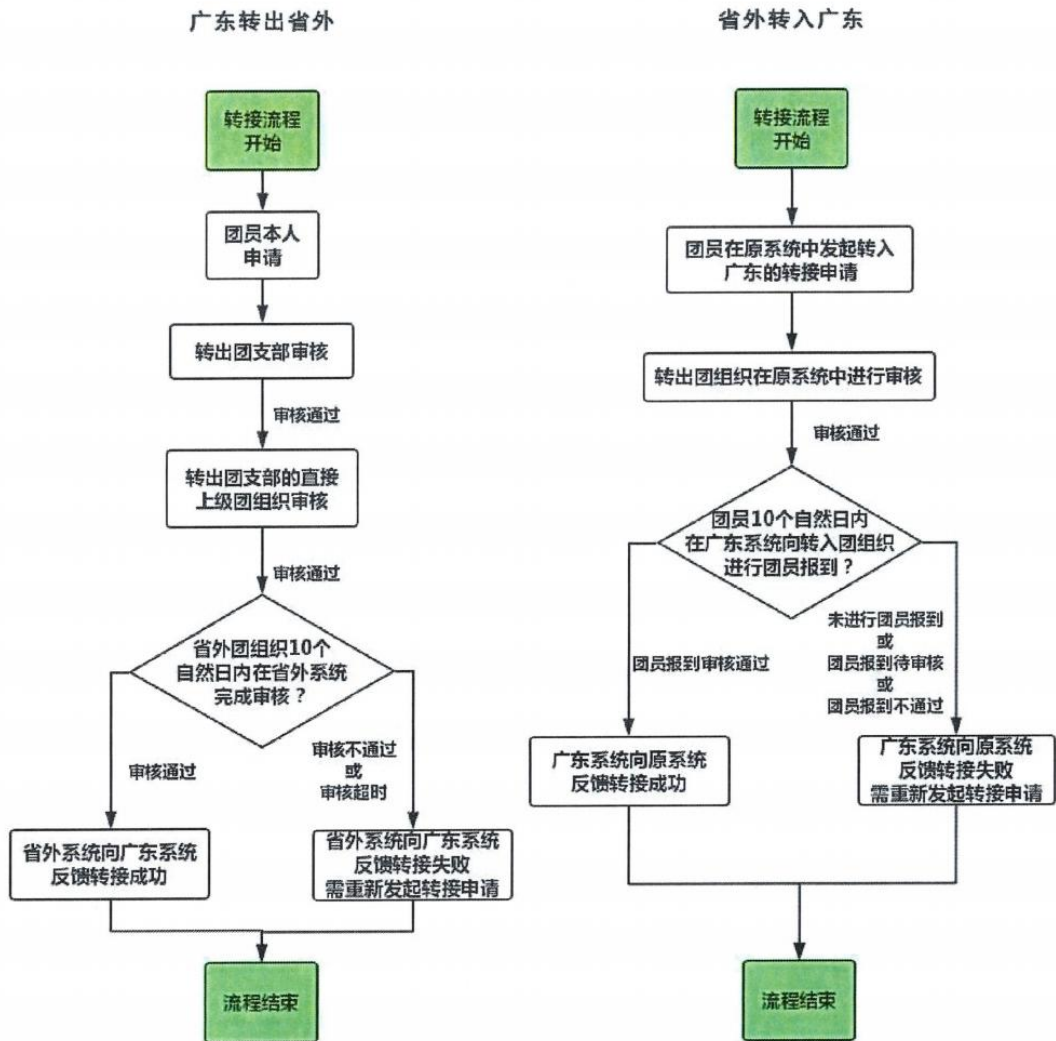 广东转出省外
转接流程
开始
团员本人
申请
转出团支部审核
审核通过
转出团支部的直接
上级团组织审核
审核通过
省外团组织10个
自然日内在省外系统
完成审核？
审核通过
审核不通过
或
审核超时
省外系统向广东系统
反馈转接成功
省外系统向广东系统
反馈转接失败
需重新发起转接申请
流程结束
省外转入广东
转接流程
开始
团员在原系统中发起转入
广东的转接申请
转出团组织在原系统中进行审核
审核通过
团员10个自然日内
在广东系统向转入团组织
进行团员报到？
团员报到审核通过
未进行团员报到
或
团员报到待审核
或
团员报到不通过
广东系统向原系统
反馈转接成功
广东系统向原系统
反馈转接失败
需重新发起转接申请
流程结束